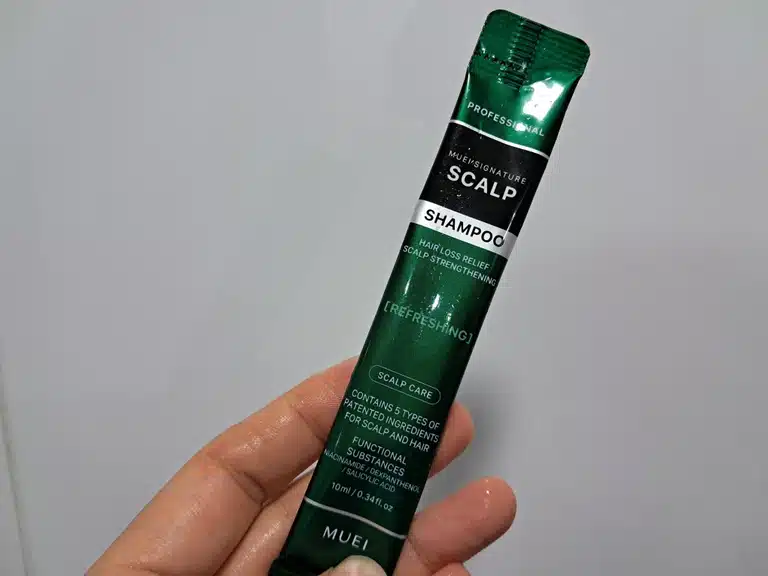 PROFESSIONAL
MUEI'SIGNATURE
SCALP
SHAMPOO
HAIR LOSS RELIEF
SCALP STRENGTHENING
[REFRESHING]
SCALP CARE
CONTAINS 5 TYPES OF
PATENTED INGREDIENTS
FOR SCALP AND HAIR
FUNCTIONAL
SUBSTANCES
NIACINAMIDE / DEXPANTHENOL
/ SALICYLIC ACID
10ml / 0.34fl.oz
MUEI